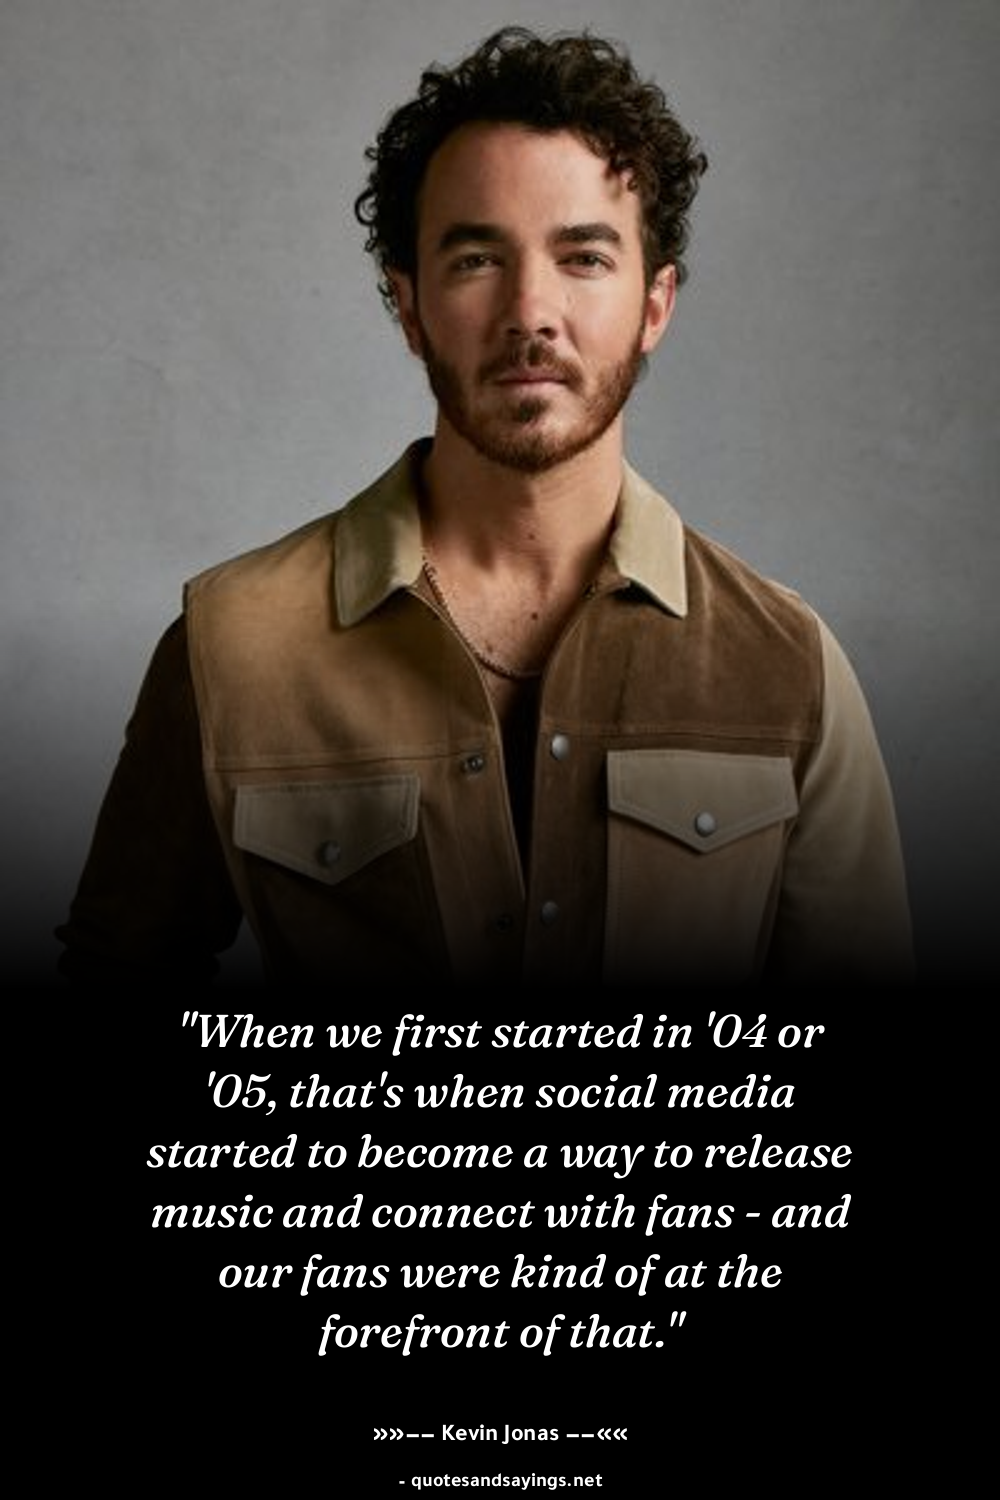 "When we first started in '04 or
'05, that's when social media
started to become a way to release
music and connect with fans - and
our fans were kind of at the
forefront of that."
»»–– Kevin Jonas ––««
- quotesandsayings.net